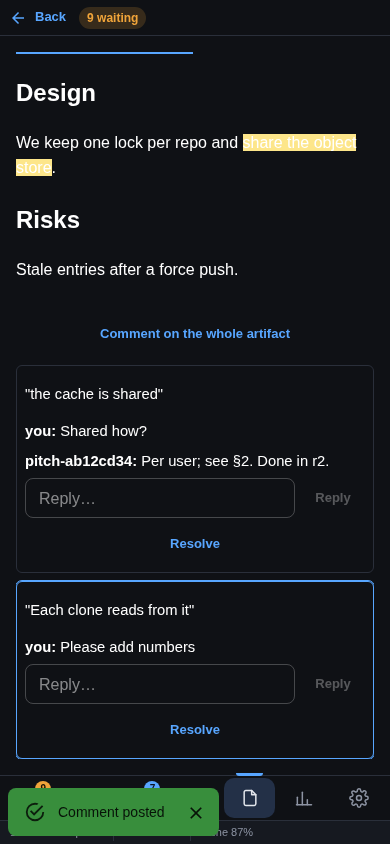 Back
9 waiting
Design
We keep one lock per repo and share the object
store.
Risks
Stale entries after a force push.
Comment on the whole artifact
"the cache is shared"
you: Shared how?
pitch-ab12cd34: Per user; see §2. Done in r2.
Reply…
Reply
Resolve
"Each clone reads from it"
you: Please add numbers
Reply…
Reply
Resolve
Comment posted
87%